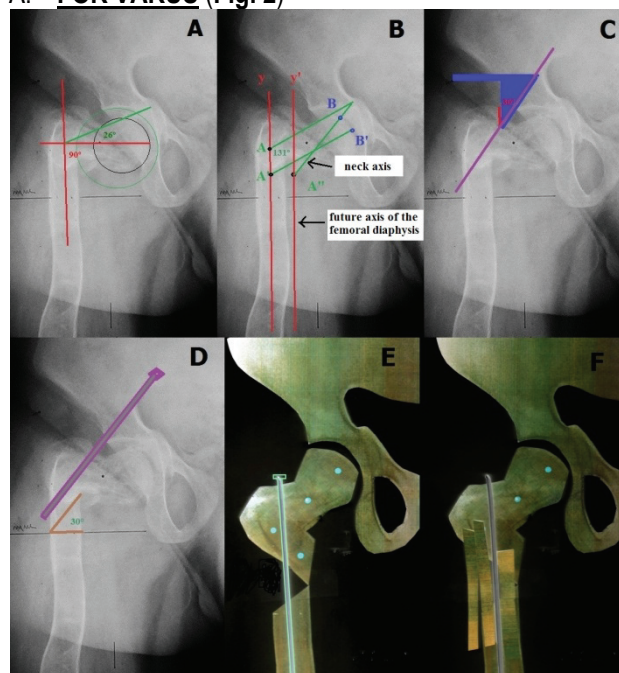 A. FOR VARUS (Fig. 2)
A
26°
90°
B
y
y'
B
A
131°
B'
A'
A''
neck axis
future axis of the
femoral diaphysis
C
D
30°
E
F